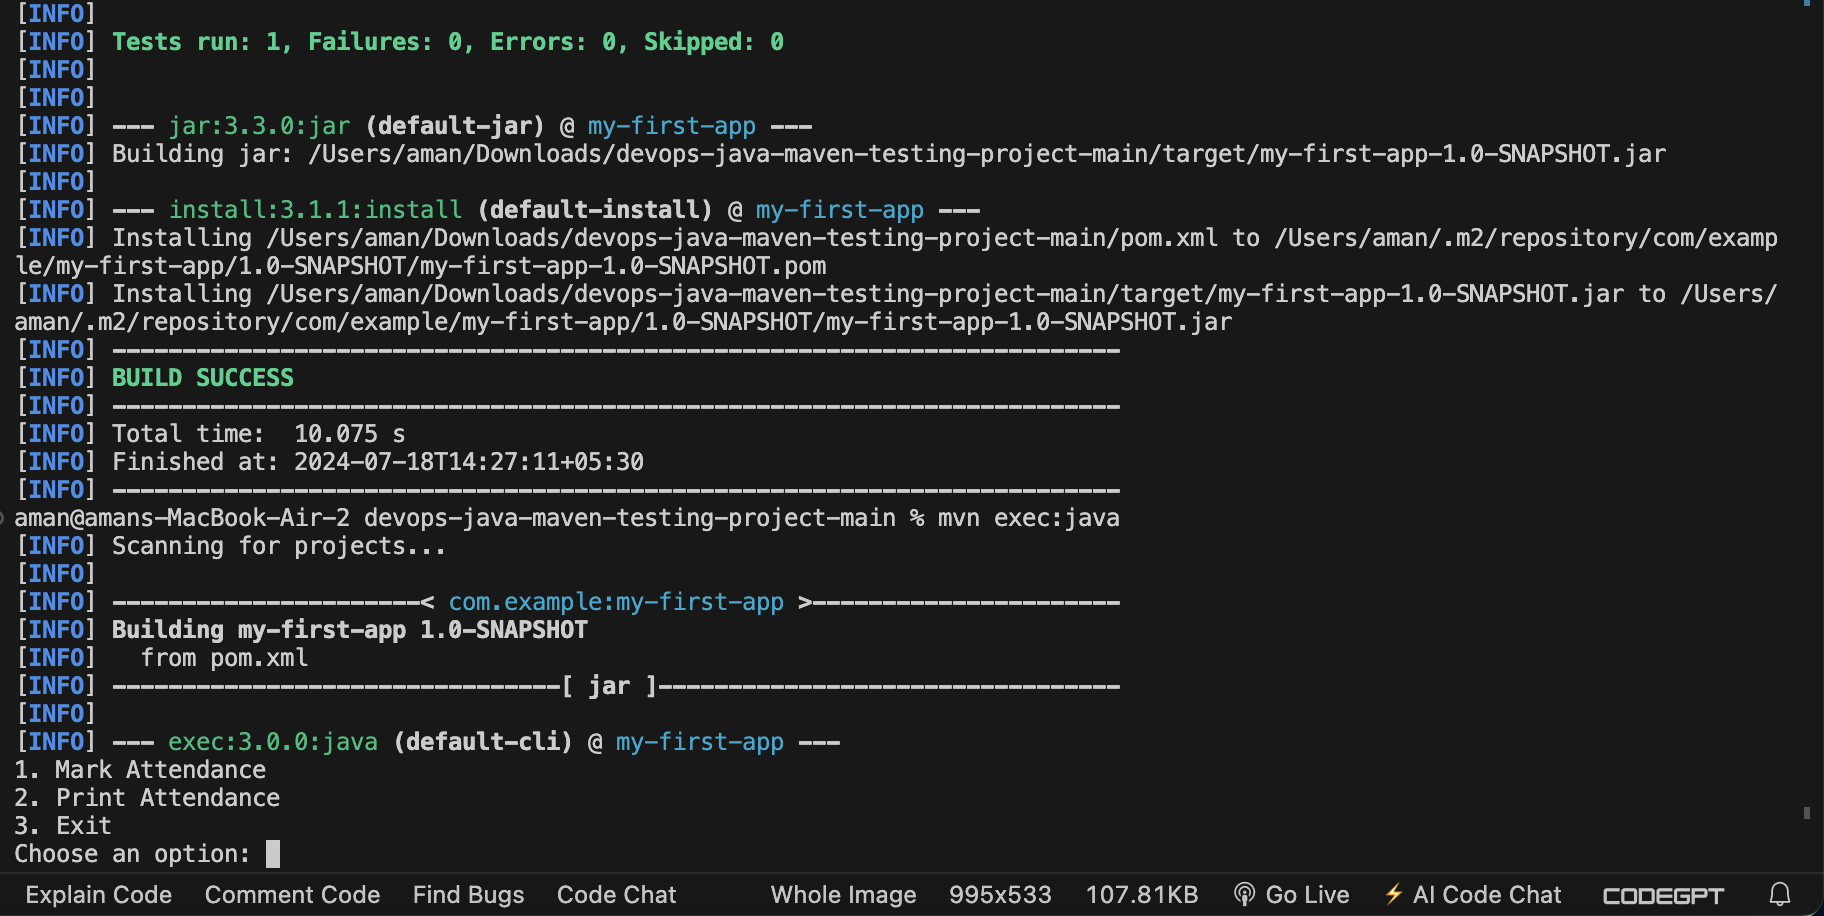 [INFO]
[INFO] Tests run: 1, Failures: 0, Errors: 0, Skipped: 0
[INFO]
[INFO]
[INFO] --- jar:3.3.0:jar (default-jar) @ my-first-app ---
[INFO] Building jar: /Users/aman/Downloads/devops-java-maven-testing-project-main/target/my-first-app-1.0-SNAPSHOT.jar
[INFO]
[INFO] --- install:3.1.1:install (default-install) @ my-first-app ---
[INFO] Installing /Users/aman/Downloads/devops-java-maven-testing-project-main/pom.xml to /Users/aman/.m2/repository/com/examp
le/my-first-app/1.0-SNAPSHOT/my-first-app-1.0-SNAPSHOT.pom
[INFO] Installing /Users/aman/Downloads/devops-java-maven-testing-project-main/target/my-first-app-1.0-SNAPSHOT.jar to /Users/
aman/.m2/repository/com/example/my-first-app/1.0-SNAPSHOT/my-first-app-1.0-SNAPSHOT.jar
[INFO] ------------------------------------------------------------------------
[INFO] BUILD SUCCESS
[INFO] ------------------------------------------------------------------------
[INFO] Total time:  10.075 s
[INFO] Finished at: 2024-07-18T14:27:11+05:30
[INFO] ------------------------------------------------------------------------
aman@amans-MacBook-Air-2 devops-java-maven-testing-project-main % mvn exec:java
[INFO] Scanning for projects...
[INFO]
[INFO] ----------------------< com.example:my-first-app >----------------------
[INFO] Building my-first-app 1.0-SNAPSHOT
[INFO]   from pom.xml
[INFO] --------------------------------[ jar ]---------------------------------
[INFO]
[INFO] --- exec:3.0.0:java (default-cli) @ my-first-app ---
1. Mark Attendance
2. Print Attendance
3. Exit
Choose an option:
Explain Code Comment Code Find Bugs Code Chat Whole Image 995x533 107.81KB Go Live ⚡ AI Code Chat CODEGPT